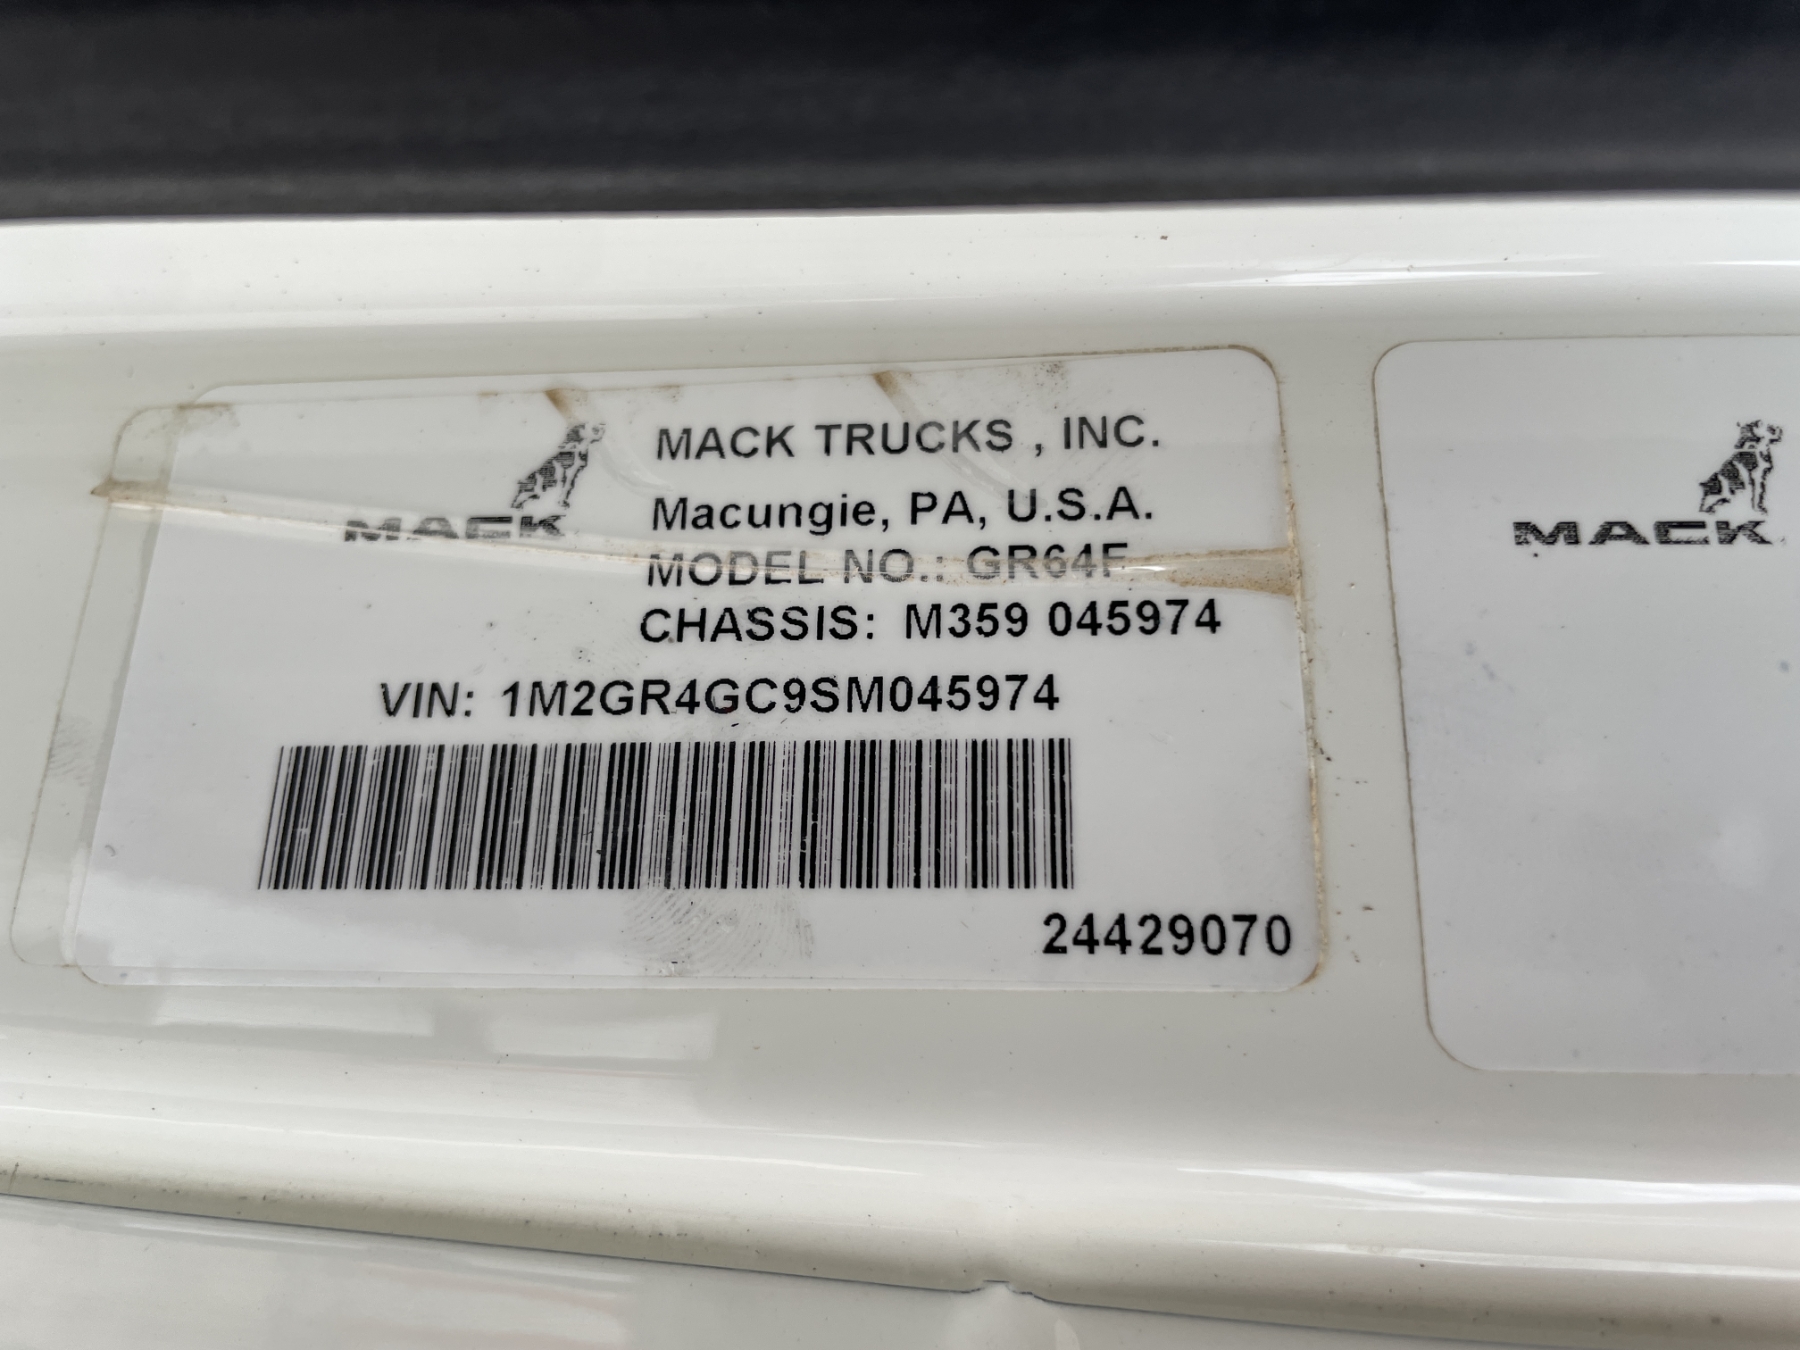 MACK
MACK TRUCKS , INC.
Macungie, PA, U.S.A.
MODEL NO.: GR64F
CHASSIS: M359 045974
VIN: 1M2GR4GC9SM045974
24429070
MACK